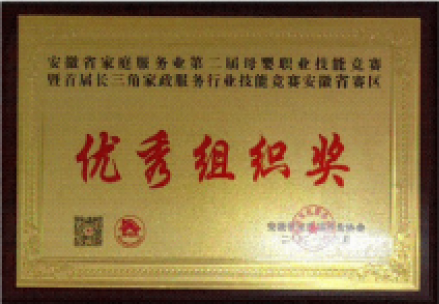 安徽省家庭服务业第二届母婴职业技能竞赛
暨首届长三角家政服务行业技能竞赛安徽省赛区
优秀组织奖